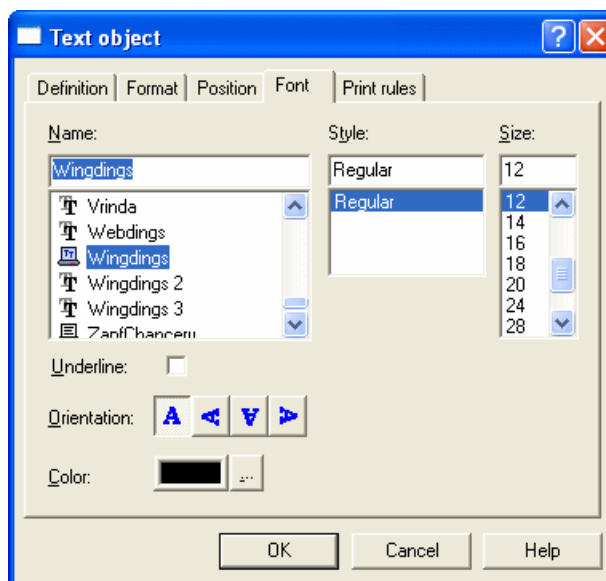 Text object
Definition Format Position Font Print rules
Name: Style: Size:
Wingdings Regular 12
Vrinda Regular 12
Webdings 14
Wingdings 16
Wingdings 2 18
Wingdings 3 20
ZapfChancery 24
28
Underline:
Orientation: A A A A
Color: ...
OK Cancel Help